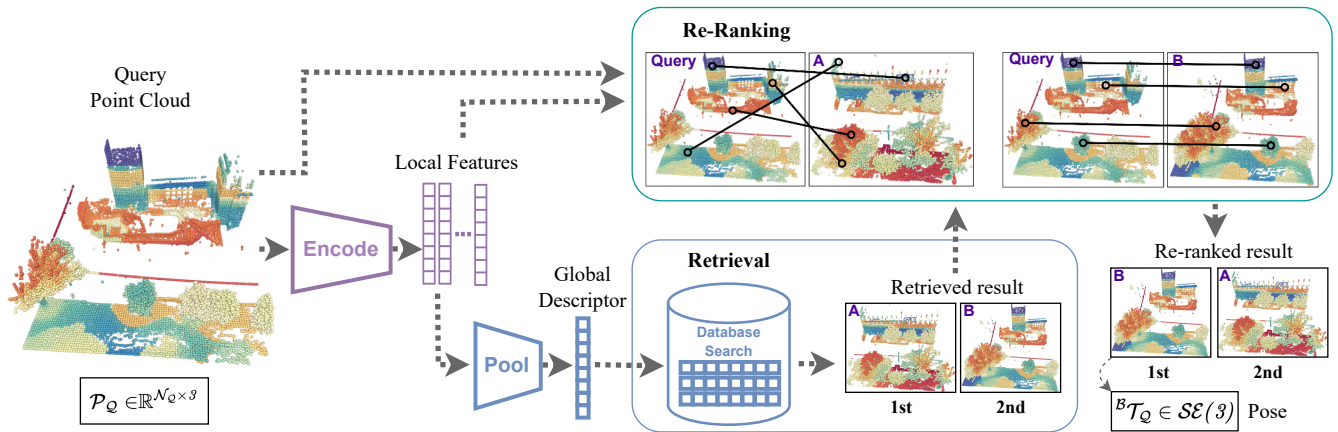 Re-Ranking
Query
A
Query
B
Query
Point Cloud
Local Features
Encode
Retrieval
Global
Descriptor
Pool
Database
Search
Retrieved result
A
B
1st
2nd
Re-ranked result
B
A
1st
2nd
𝒫_𝒬 ∈ ℝ^{𝒩_𝒬×3}
^ℬ𝒯_𝒬 ∈ 𝒮ℰ(3) Pose